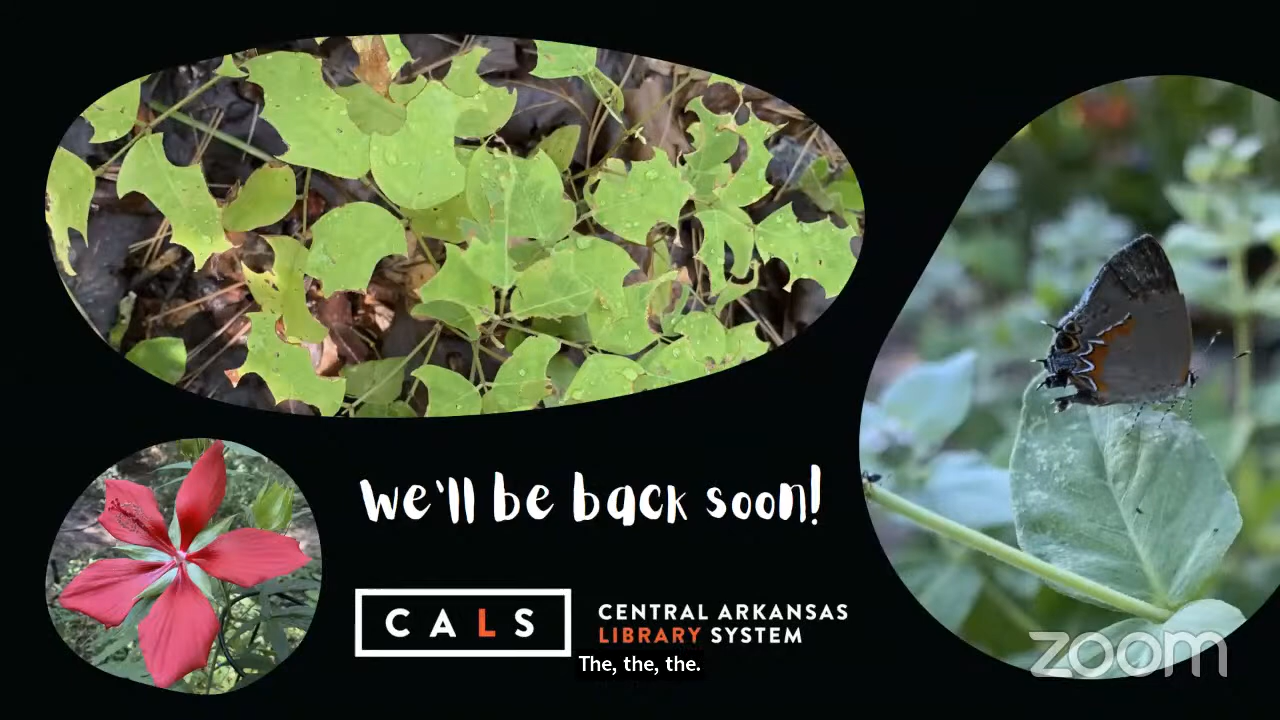 we'll be back soon!
CALS
CENTRAL ARKANSAS
LIBRARY SYSTEM
The, the, the.
zoom